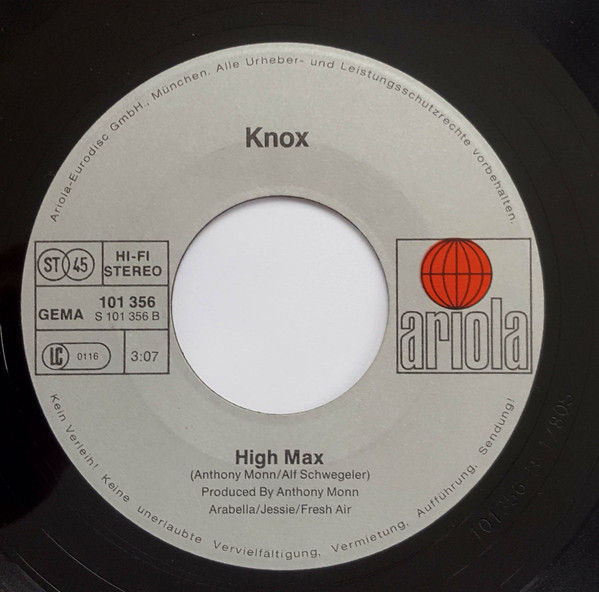 Ariola-Eurodisc GmbH., München. Alle Urheber- und Leistungsschutzrechte vorbehalten.
Knox
ST 45
HI-FI
STEREO
GEMA
101 356
S 101 356 B
LC 0116
3:07
ariola
High Max
(Anthony Monn/Alf Schwegeler)
Produced By Anthony Monn
Arabella/Jessie/Fresh Air
Kein Verleih! Keine unerlaubte Vervielfältigung, Vermietung, Aufführung, Sendung!